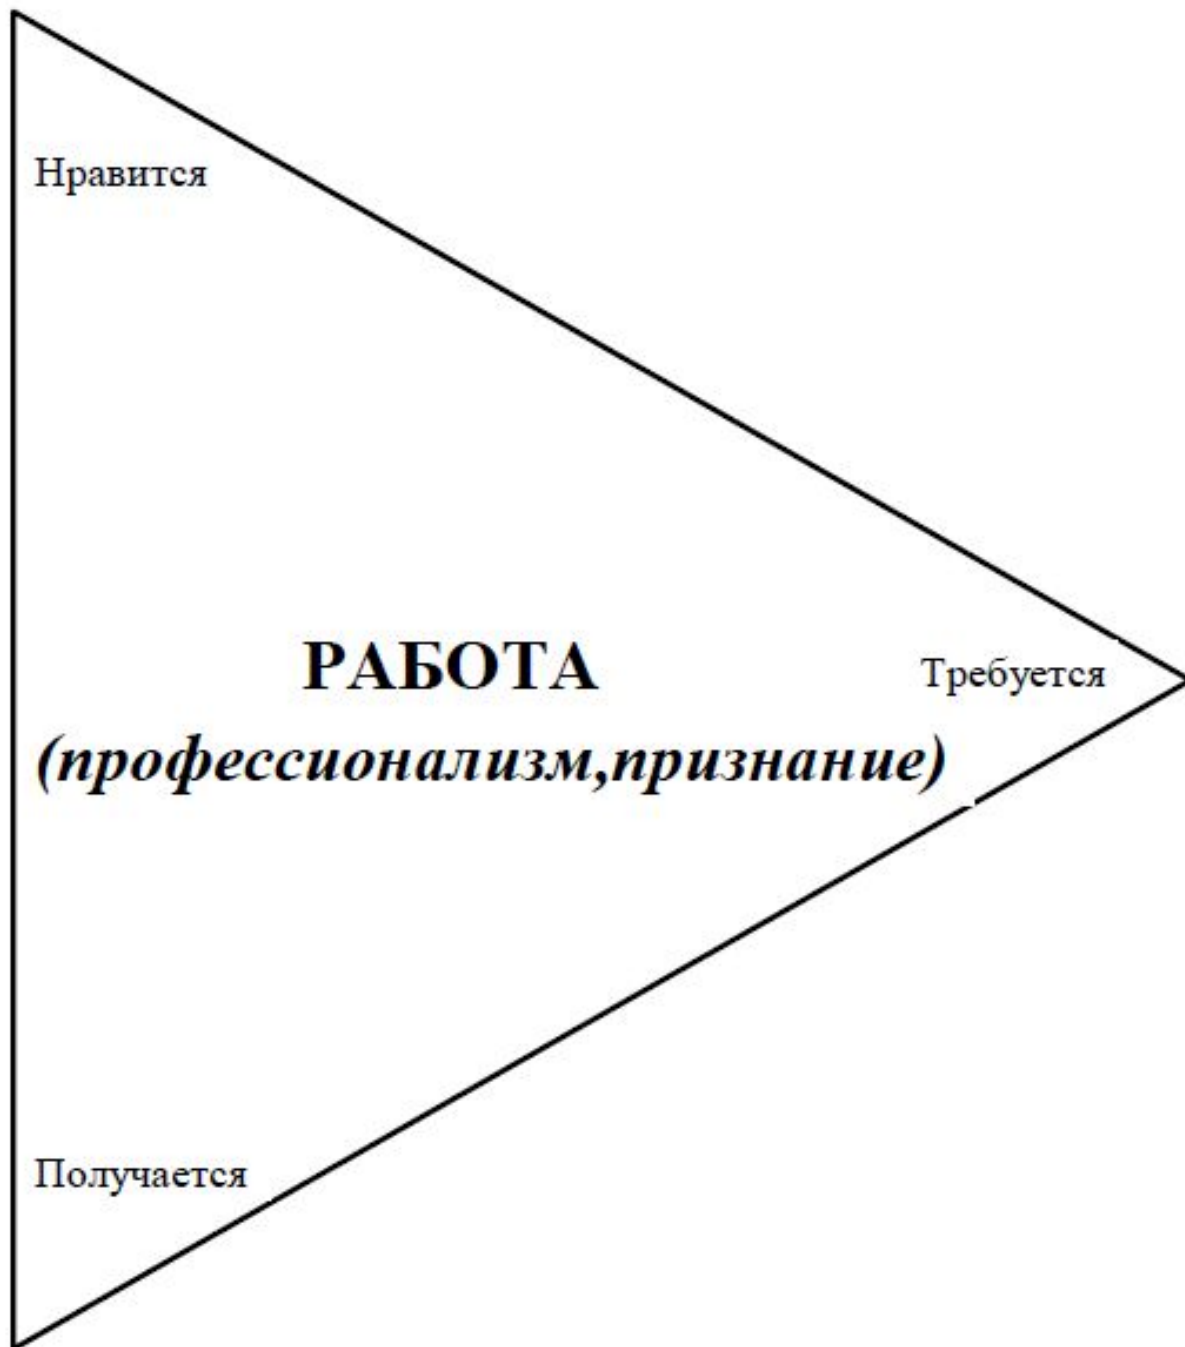 Нравится
РАБОТА
Требуется
(профессионализм,признание)
Получается